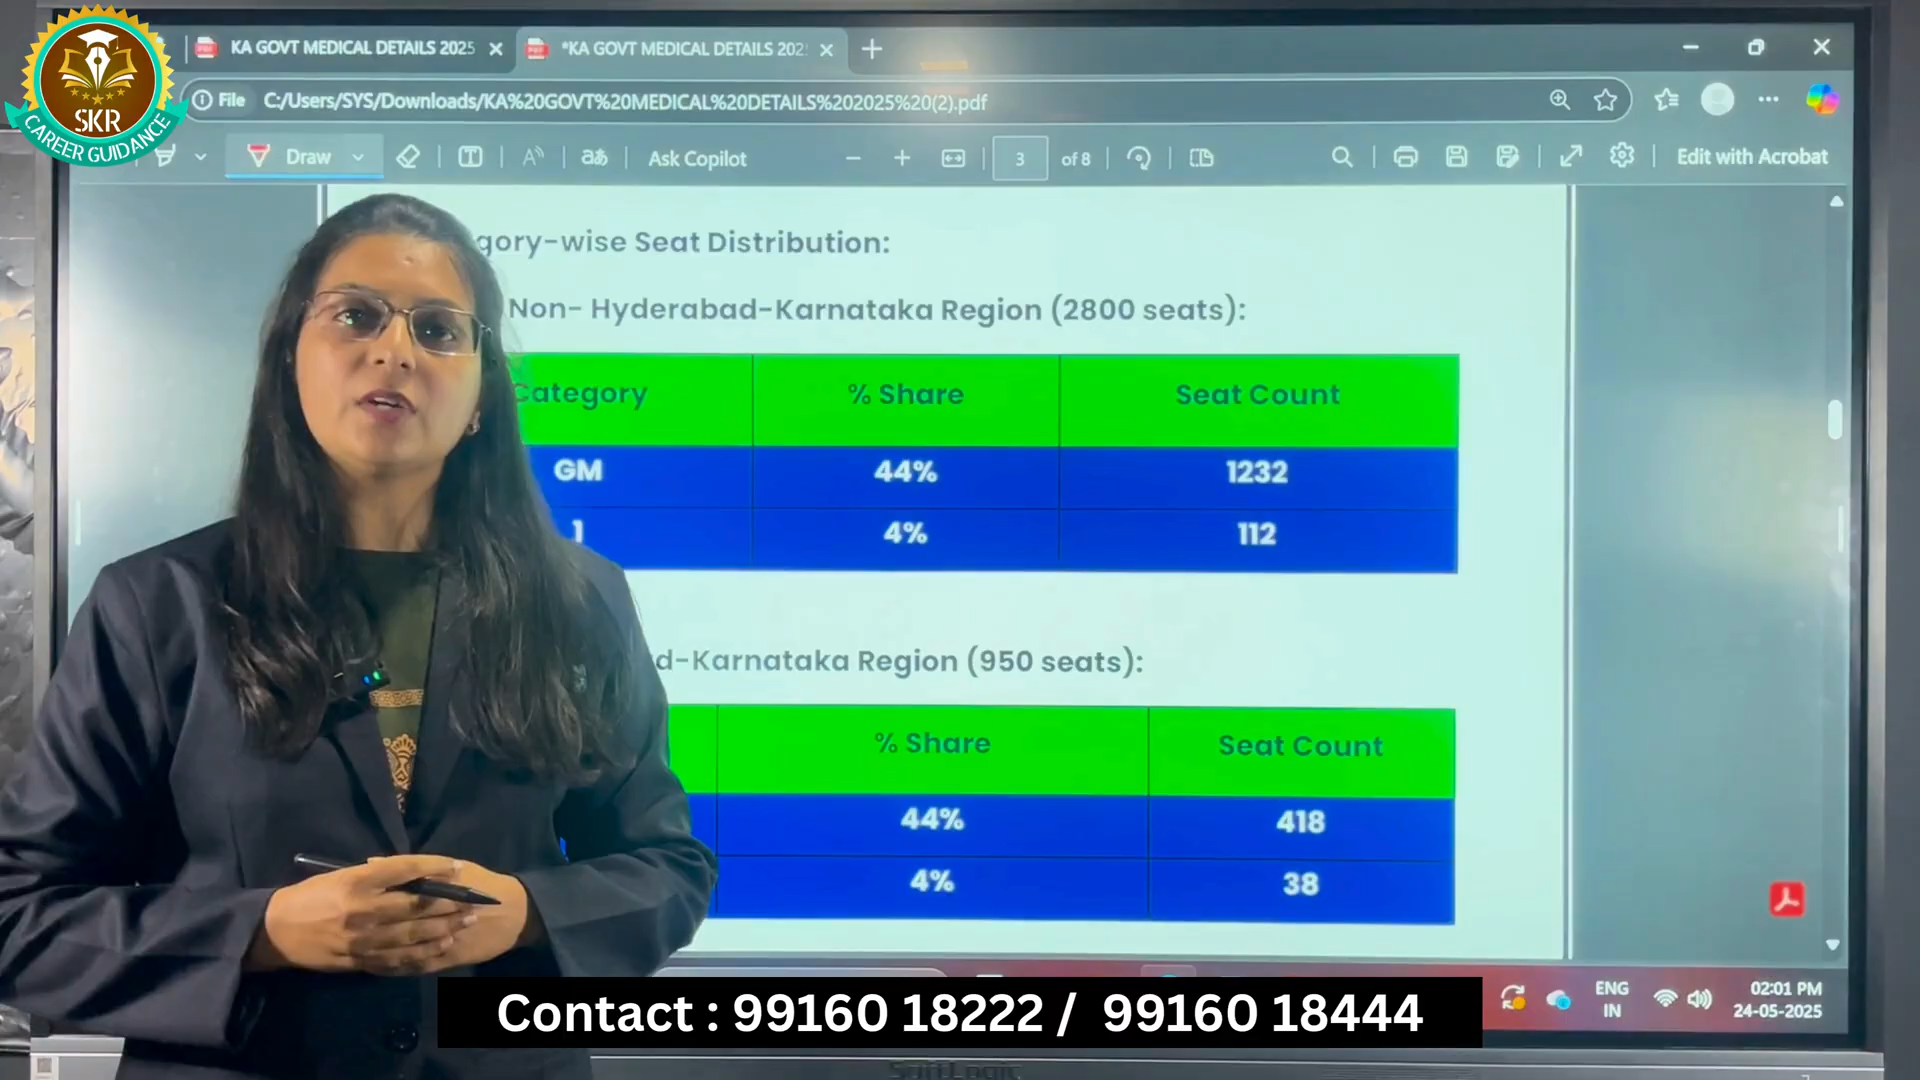 KA GOVT MEDICAL DETAILS 2025
*KA GOVT MEDICAL DETAILS 202
SKR
CAREER GUIDANCE
File C:/Users/SYS/Downloads/KA%20GOVT%20MEDICAL%20DETAILS%202025%20(2).pdf
Draw
Ask Copilot
3 of 8
Edit with Acrobat
gory-wise Seat Distribution:
Non- Hyderabad-Karnataka Region (2800 seats):
Category % Share Seat Count
GM 44% 1232
1 4% 112
d-Karnataka Region (950 seats):
% Share Seat Count
44% 418
4% 38
Contact : 99160 18222 / 99160 18444
ENG
IN
02:01 PM
24-05-2025